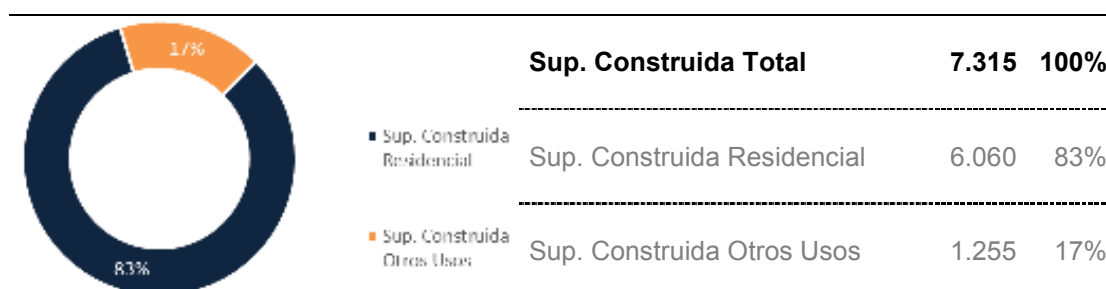 17%
83%
Sup. Construida
Residencial
Sup. Construida
Otros Usos
Sup. Construida Total 7.315 100%
Sup. Construida Residencial 6.060 83%
Sup. Construida Otros Usos 1.255 17%